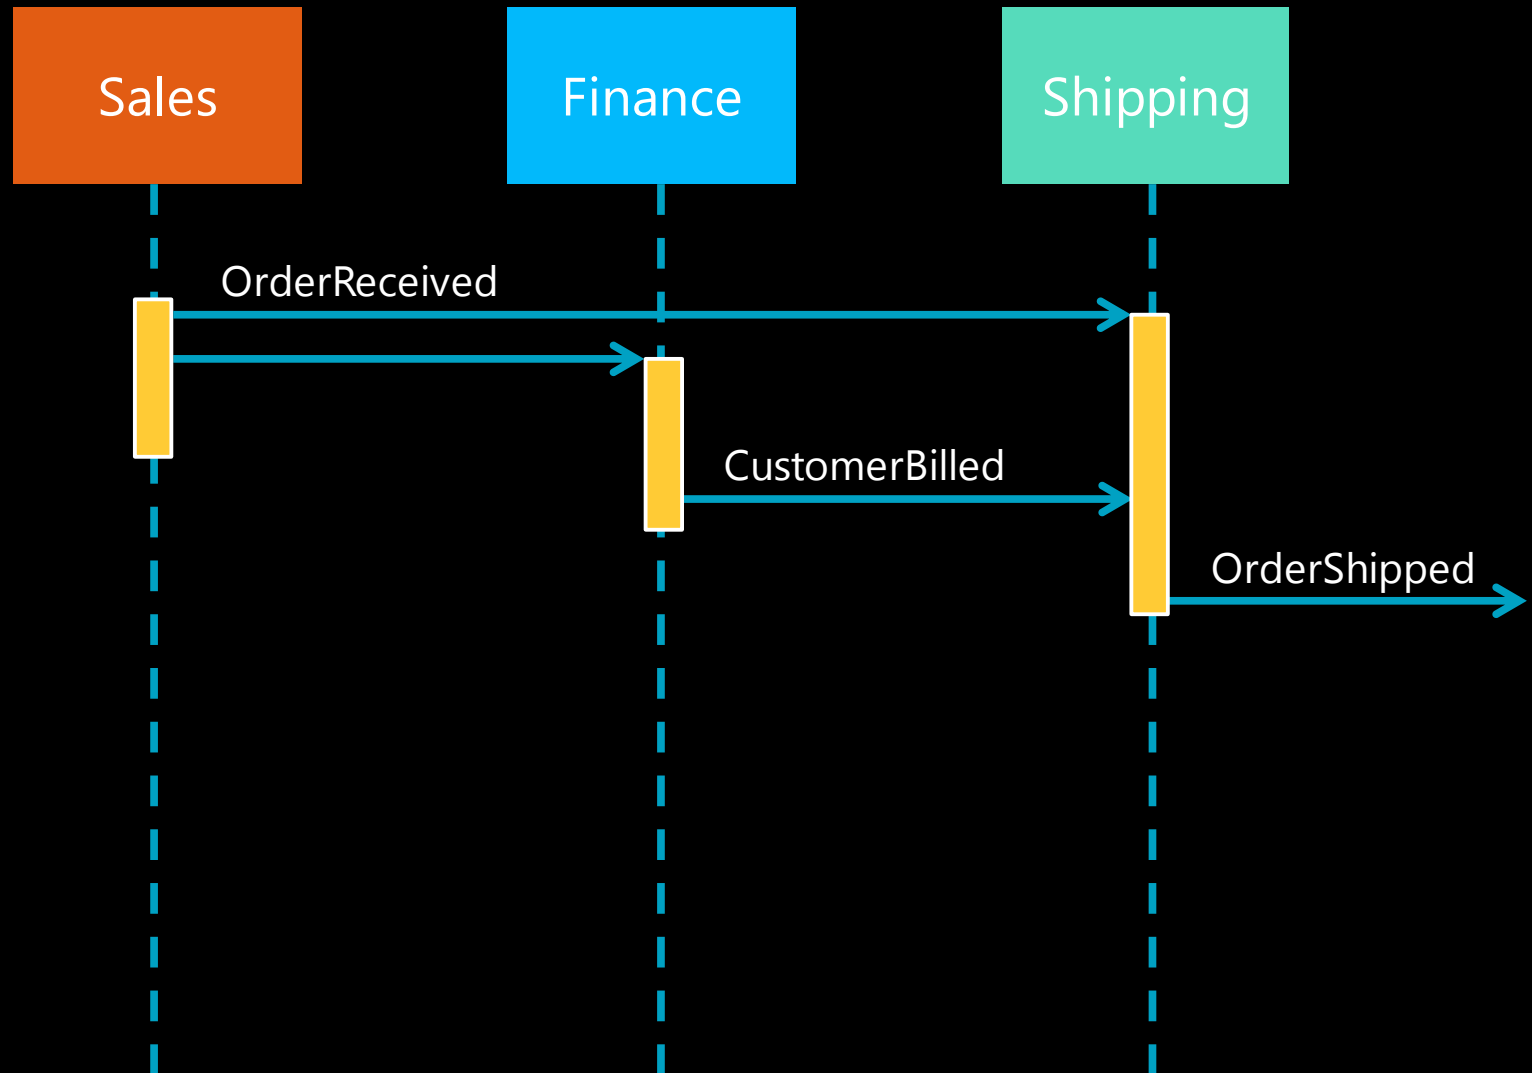 Sales
Finance
Shipping
OrderReceived
CustomerBilled
OrderShipped